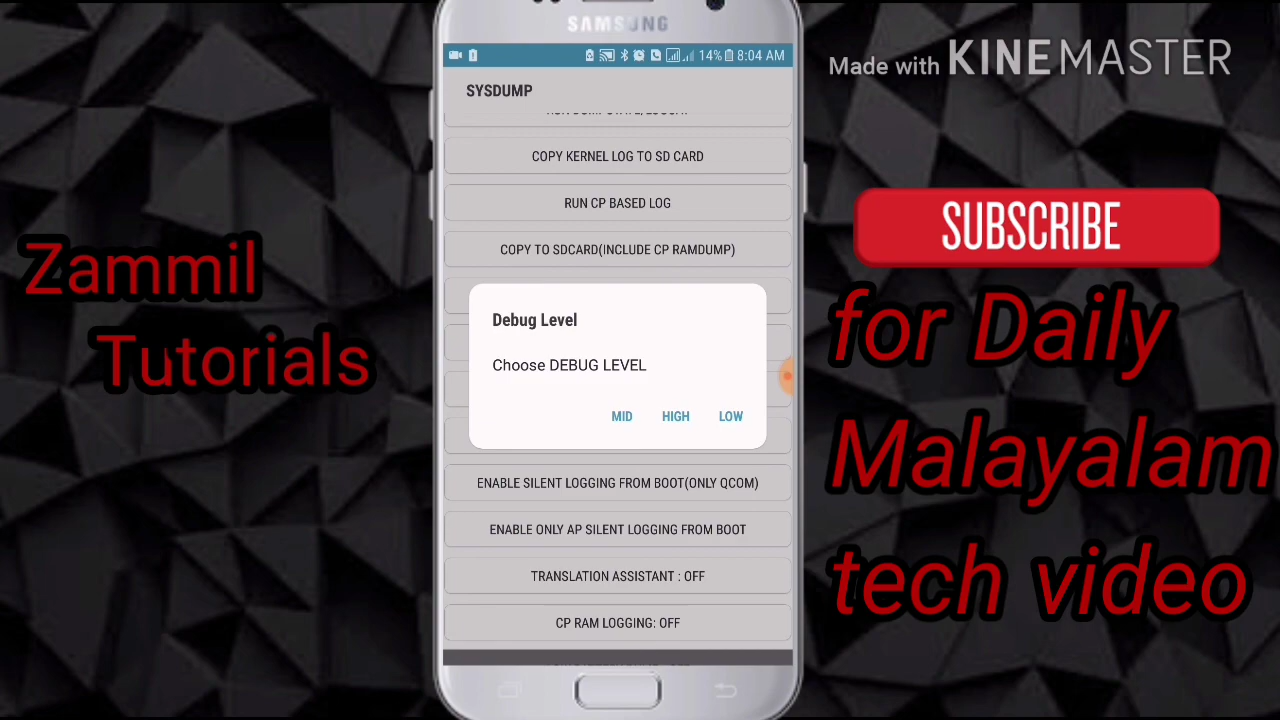 SAMSUNG
14% 8:04 AM
SYSDUMP
COPY KERNEL LOG TO SD CARD
RUN CP BASED LOG
COPY TO SDCARD(INCLUDE CP RAMDUMP)
Debug Level
Choose DEBUG LEVEL
MID HIGH LOW
ENABLE SILENT LOGGING FROM BOOT(ONLY QCOM)
ENABLE ONLY AP SILENT LOGGING FROM BOOT
TRANSLATION ASSISTANT : OFF
CP RAM LOGGING: OFF
Zammil
Tutorials
Made with KINEMASTER
SUBSCRIBE
for Daily
Malayalam
tech video